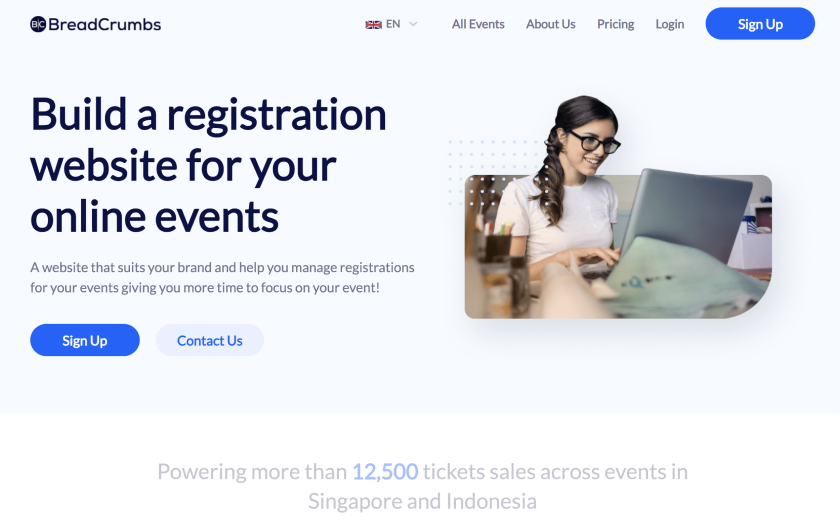 B|C BreadCrumbs
EN
All Events
About Us
Pricing
Login
Sign Up
Build a registration
website for your
online events
A website that suits your brand and help you manage registrations
for your events giving you more time to focus on your event!
Sign Up
Contact Us
Powering more than 12,500 tickets sales across events in
Singapore and Indonesia